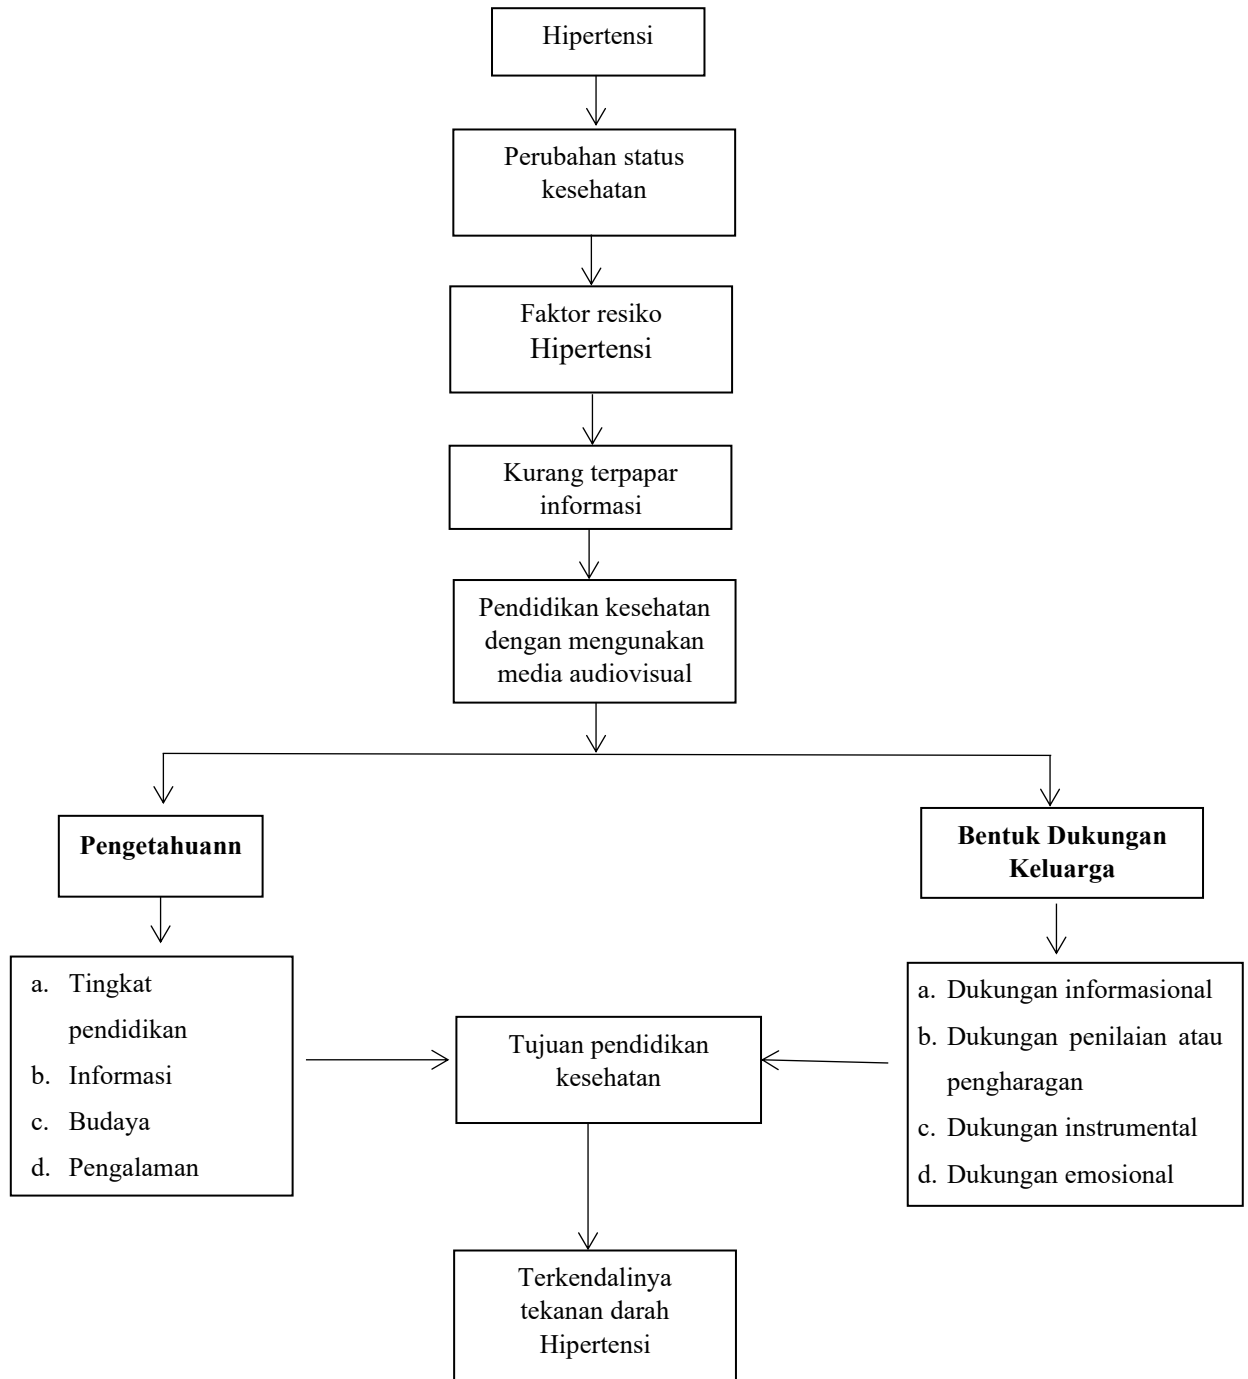 Hipertensi
Perubahan status
kesehatan
Faktor resiko
Hipertensi
Kurang terpapar
informasi
Pendidikan kesehatan
dengan mengunakan
media audiovisual
Pengetahuann
Bentuk Dukungan
Keluarga
a. Tingkat
pendidikan
b. Informasi
c. Budaya
d. Pengalaman
Tujuan pendidikan
kesehatan
a. Dukungan informasional
b. Dukungan penilaian atau
pengharagan
c. Dukungan instrumental
d. Dukungan emosional
Terkendalinya
tekanan darah
Hipertensi